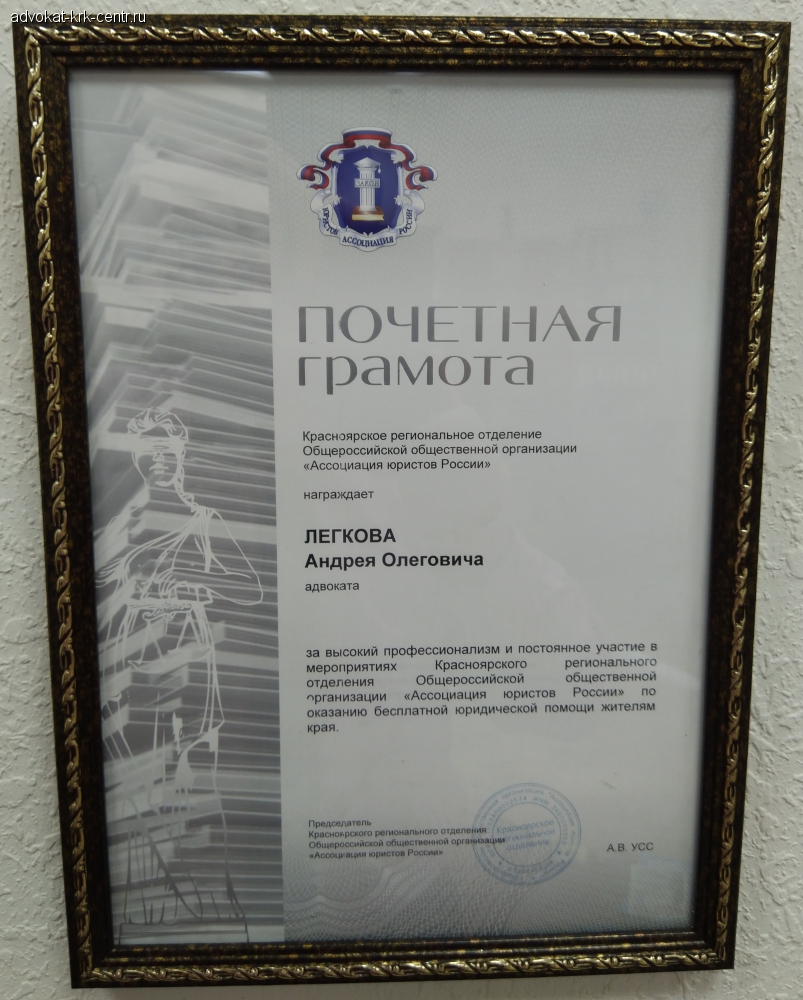 advokat-krk-centr.ru
ЗАКОН
ЮРИСТОВ АССОЦИАЦИЯ РОССИИ
ПОЧЕТНАЯ
грамота
Красноярское региональное отделение
Общероссийской общественной организации
«Ассоциация юристов России»
награждает
ЛЕГКОВА
Андрея Олеговича
адвоката
за высокий профессионализм и постоянное участие в
мероприятиях Красноярского регионального
отделения Общероссийской общественной
организации «Ассоциация юристов России» по
оказанию бесплатной юридической помощи жителям
края.
Председатель
Красноярского регионального отделения
Общероссийской общественной организации
«Ассоциация юристов России»
А.В. УСС
Красноярское
региональное
отделение